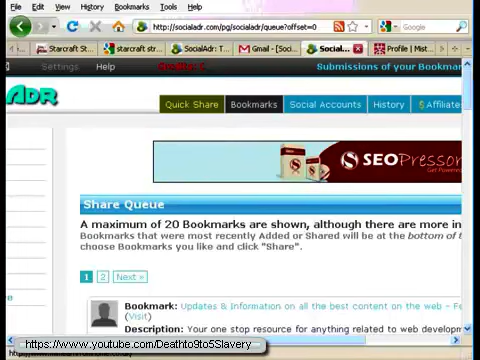 File Edit View History Bookmarks Tools Help
http://socialadr.com/pg/socialadr/queue?offset=0
Google
Starcraft St
starcraft str
SocialAdr: T...
Gmail - [Soci
Social...
Profile | Mist
Settings Help
Submissions of your Bookmar
ADR
Quick Share Bookmarks Social Accounts History $Affiliate
SEOPressor
Share Queue
A maximum of 20 Bookmarks are shown, although there are more in
Bookmarks that were most recently Added or Shared will be at the bottom of
choose Bookmarks you like and click "Share".
1 2 Next >
Bookmark: Updates & Information on all the best content on the web - Fe
(Visit)
Description: Your one stop resource for anything related to web developm
https://www.youtube.com/Deathto9to5Slavery